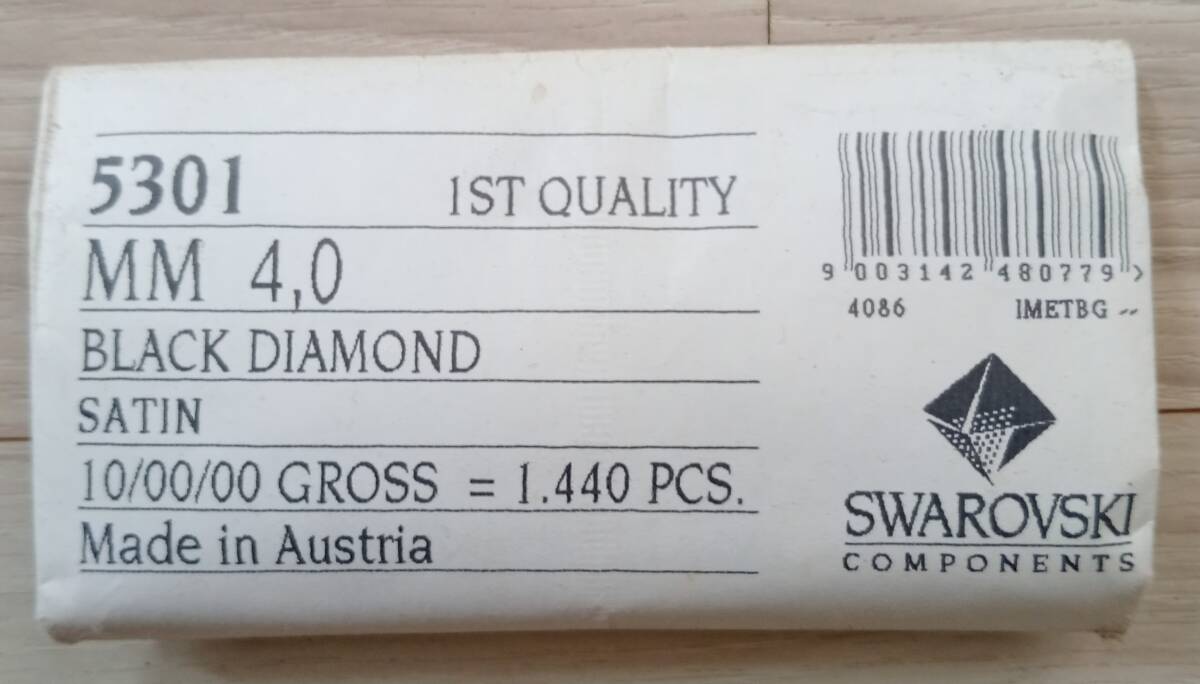 5301 1ST QUALITY
MM 4,0
BLACK DIAMOND
SATIN
10/00/00 GROSS = 1.440 PCS.
Made in Austria
9 003142 480779 >
4086 IMETBG --
SWAROVSKI
COMPONENTS